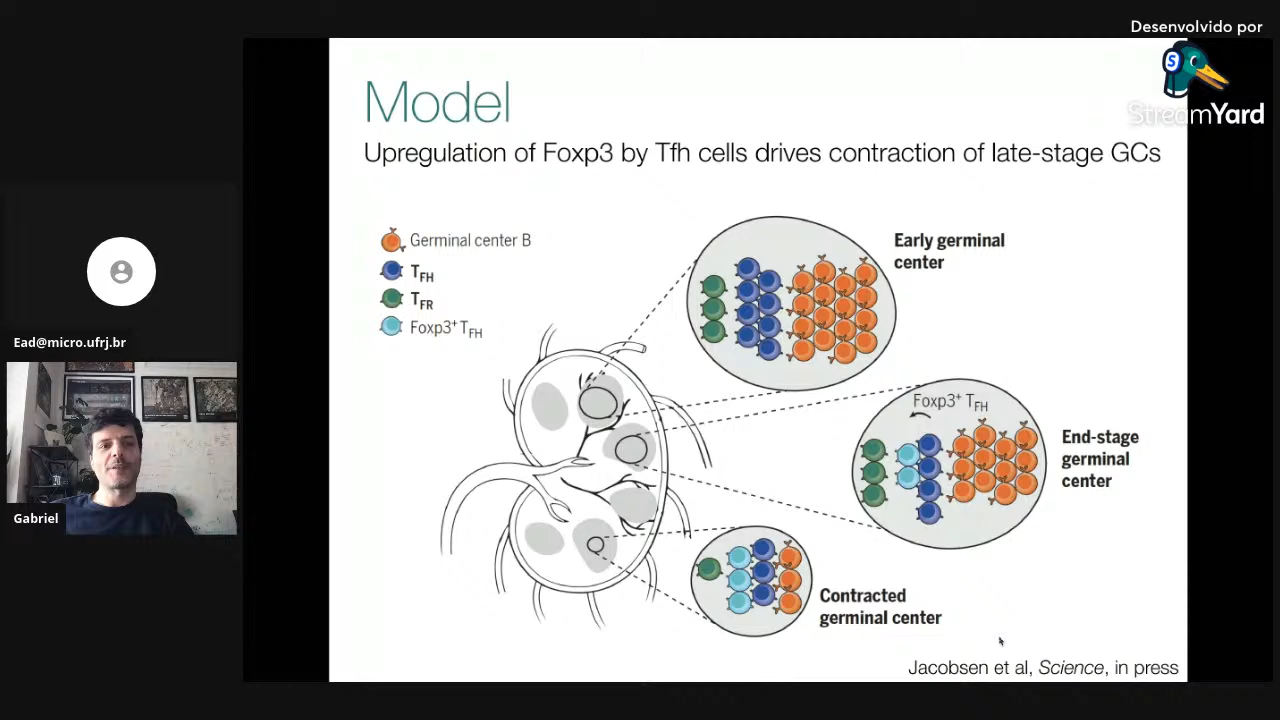 Desenvolvido por
StreamYard
Model
Upregulation of Foxp3 by Tfh cells drives contraction of late-stage GCs
Germinal center B
TFH
TFR
Foxp3+ TFH
Early germinal
center
Foxp3+ TFH
End-stage
germinal
center
Contracted
germinal center
Jacobsen et al, Science, in press
Ead@micro.ufrj.br
Gabriel